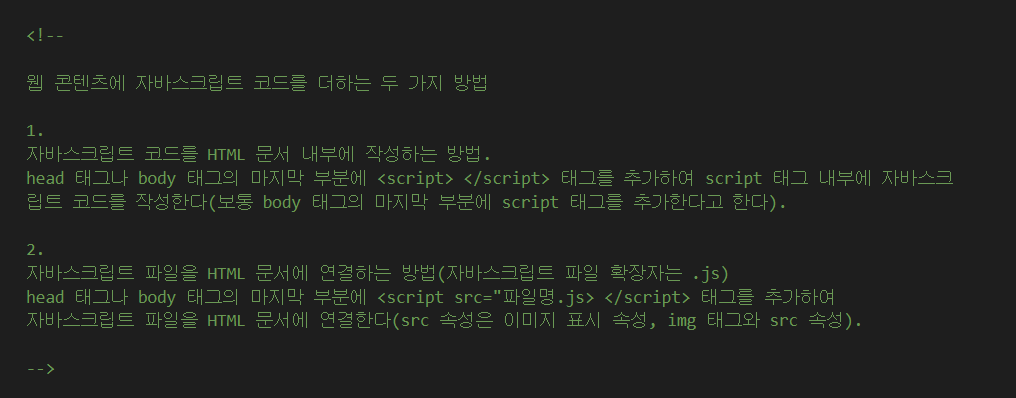 <!--
웹 콘텐츠에 자바스크립트 코드를 더하는 두 가지 방법
1.
자바스크립트 코드를 HTML 문서 내부에 작성하는 방법.
head 태그나 body 태그의 마지막 부분에 <script> </script> 태그를 추가하여 script 태그 내부에 자바스크
립트 코드를 작성한다(보통 body 태그의 마지막 부분에 script 태그를 추가한다고 한다).
2.
자바스크립트 파일을 HTML 문서에 연결하는 방법(자바스크립트 파일 확장자는 .js)
head 태그나 body 태그의 마지막 부분에 <script src="파일명.js> </script> 태그를 추가하여
자바스크립트 파일을 HTML 문서에 연결한다(src 속성은 이미지 표시 속성, img 태그와 src 속성).
-->